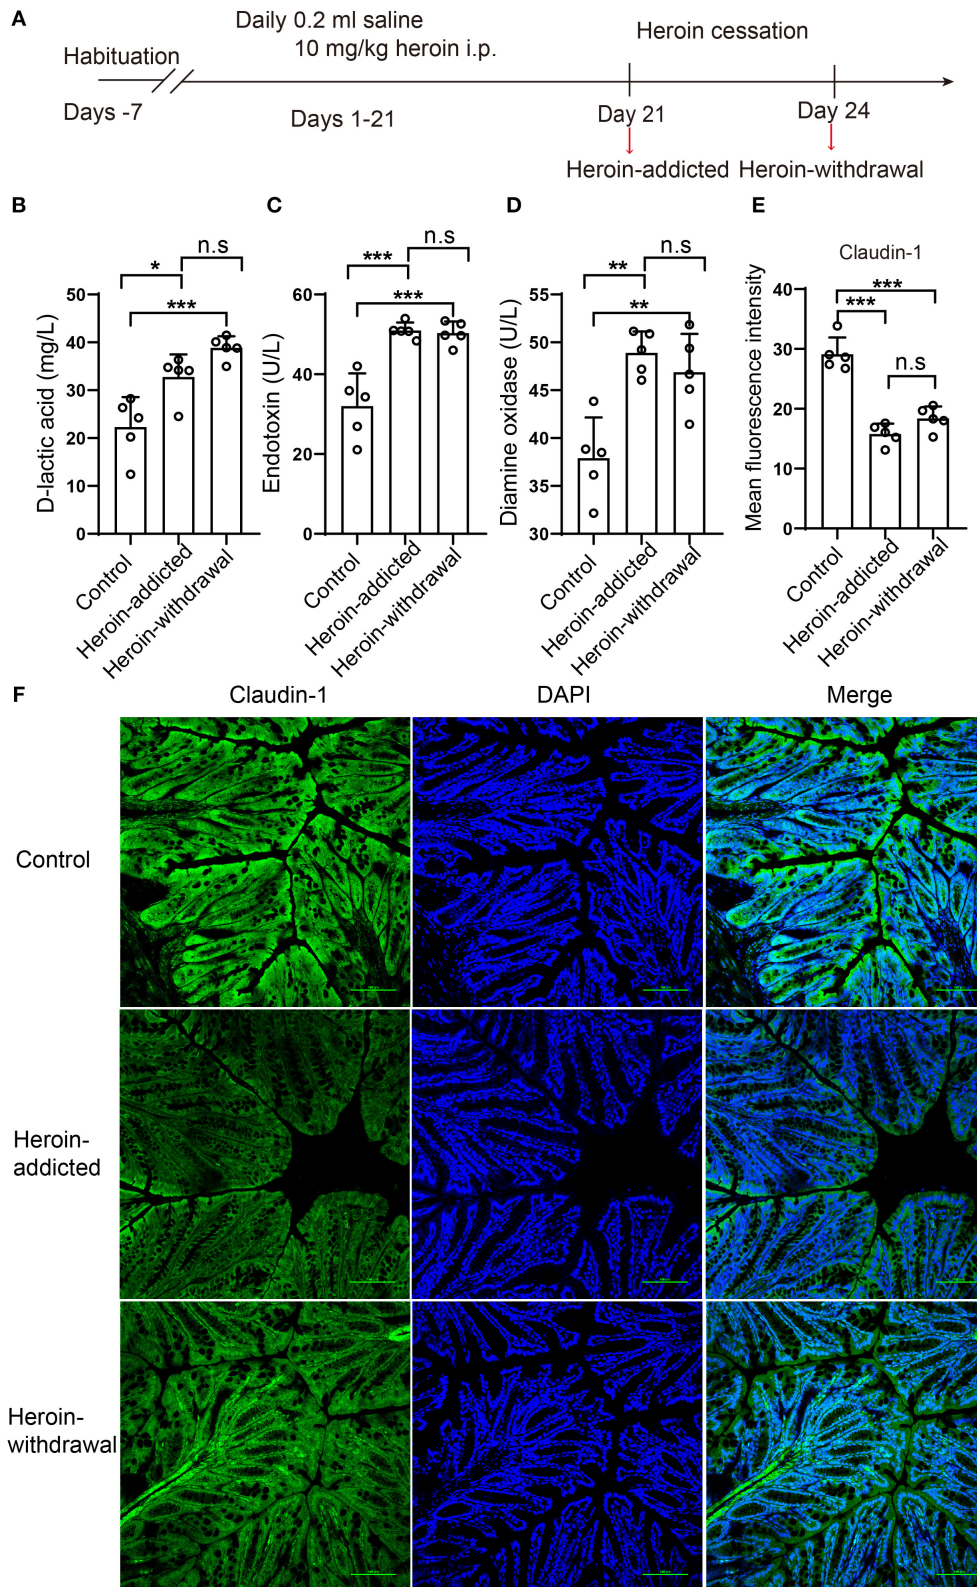 A
Daily 0.2 ml saline
10 mg/kg heroin i.p.
Heroin cessation
Habituation
Days -7
Days 1-21
Day 21
Day 24
Heroin-addicted
Heroin-withdrawal
B
D-lactic acid (mg/L)
50
40
30
20
10
0
*
***
n.s
Control
Heroin-addicted
Heroin-withdrawal
C
Endotoxin (U/L)
60
40
20
0
***
***
n.s
Control
Heroin-addicted
Heroin-withdrawal
D
Diamine oxidase (U/L)
55
50
45
40
35
30
**
**
n.s
Control
Heroin-addicted
Heroin-withdrawal
E
Claudin-1
Mean fluorescence intensity
40
30
20
10
0
***
***
n.s
Control
Heroin-addicted
Heroin-withdrawal
F
Claudin-1
DAPI
Merge
Control
Heroin-
addicted
Heroin-
withdrawal